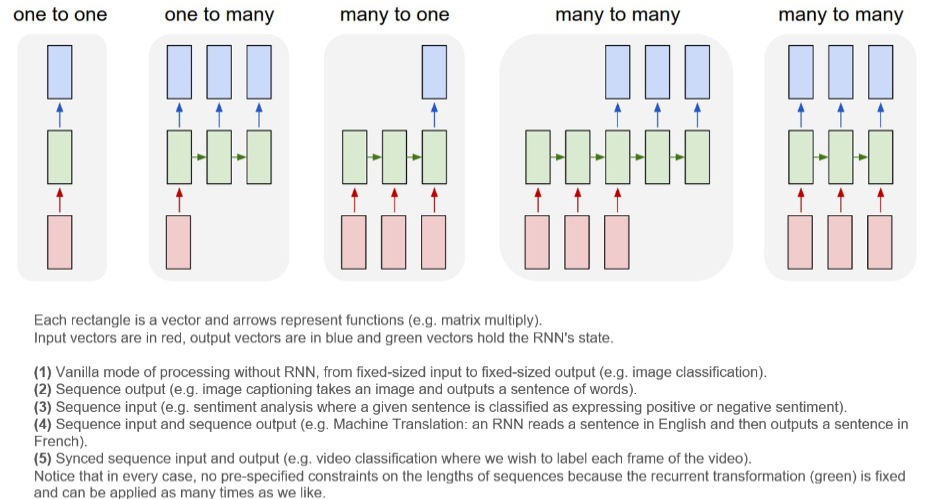 one to one
one to many
many to one
many to many
many to many
Each rectangle is a vector and arrows represent functions (e.g. matrix multiply).
Input vectors are in red, output vectors are in blue and green vectors hold the RNN's state.
(1) Vanilla mode of processing without RNN, from fixed-sized input to fixed-sized output (e.g. image classification).
(2) Sequence output (e.g. image captioning takes an image and outputs a sentence of words).
(3) Sequence input (e.g. sentiment analysis where a given sentence is classified as expressing positive or negative sentiment).
(4) Sequence input and sequence output (e.g. Machine Translation: an RNN reads a sentence in English and then outputs a sentence in
French).
(5) Synced sequence input and output (e.g. video classification where we wish to label each frame of the video).
Notice that in every case, no pre-specified constraints on the lengths of sequences because the recurrent transformation (green) is fixed
and can be applied as many times as we like.